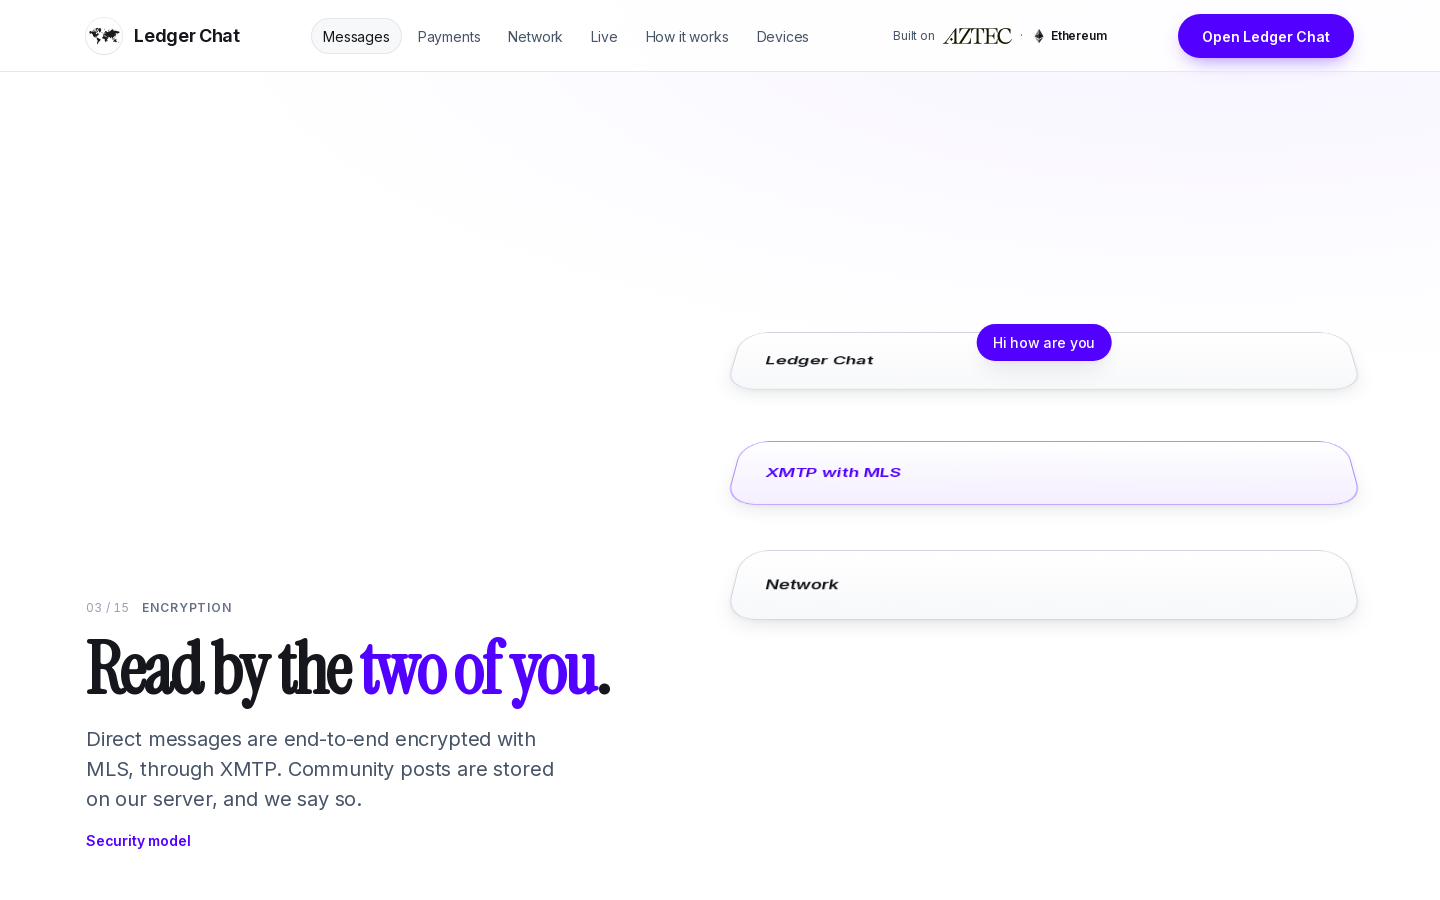 Ledger Chat
Messages
Payments
Network
Live
How it works
Devices
Built on AZTEC · Ethereum
Open Ledger Chat
Hi how are you
Ledger Chat
XMTP with MLS
Network
03 / 15 ENCRYPTION
Read by the two of you.
Direct messages are end-to-end encrypted with
MLS, through XMTP. Community posts are stored
on our server, and we say so.
Security model